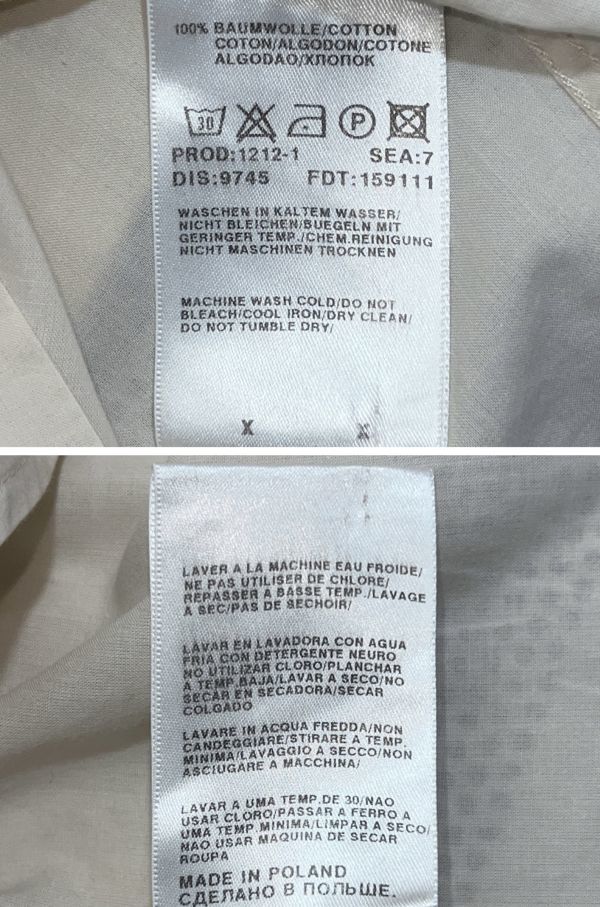 100% BAUMWOLLE/COTTON
COTON/ALGODON/COTONE
ALGODAO/ХЛОПОК
30 P
PROD:1212-1 SEA:7
DIS:9745 FDT:159111
WASCHEN IN KALTEM WASSER/
NICHT BLEICHEN/BUEGELN MIT
GERINGER TEMP./CHEM.REINIGUNG
NICHT MASCHINEN TROCKNEN
MACHINE WASH COLD/DO NOT
BLEACH/COOL IRON/DRY CLEAN/
DO NOT TUMBLE DRY/
X X
LAVER A LA MACHINE EAU FROIDE/
NE PAS UTILISER DE CHLORE/
REPASSER A BASSE TEMP./LAVAGE
A SEC/PAS DE SECHOIR/
LAVAR EN LAVADORA CON AGUA
FRIA CON DETERGENTE NEURO
NO UTILIZAR CLORO/PLANCHAR
A TEMP.BAJA/LAVAR A SECO/NO
SECAR EN SECADORA/SECAR
COLGADO
LAVARE IN ACQUA FREDDA/NON
CANDEGGIARE/STIRARE A TEMP.
MINIMA/LAVAGGIO A SECCO/NON
ASCIUGARE A MACCHINA/
LAVAR A UMA TEMP.DE 30/NAO
USAR CLORO/PASSAR A FERRO A
UMA TEMP.MINIMA/LIMPAR A SECO/
NAO USAR MAQUINA DE SECAR
ROUPA
MADE IN POLAND
СДЕЛАНО В ПОЛЬШЕ.